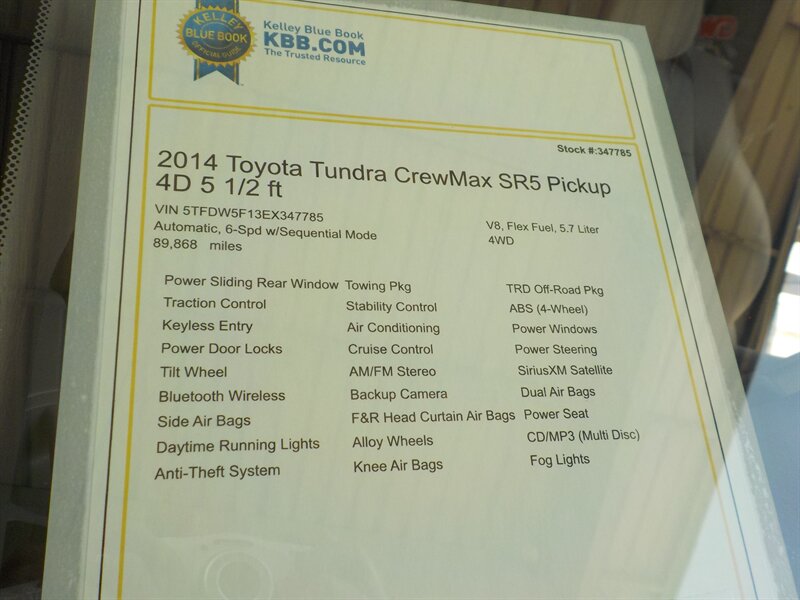 KELLEY
BLUE BOOK
OFFICIAL GUIDE
Kelley Blue Book
KBB.COM
The Trusted Resource
Stock #:347785
2014 Toyota Tundra CrewMax SR5 Pickup
4D 5 1/2 ft
VIN 5TFDW5F13EX347785
Automatic, 6-Spd w/Sequential Mode
89,868 miles
V8, Flex Fuel, 5.7 Liter
4WD
Power Sliding Rear Window Towing Pkg TRD Off-Road Pkg
Traction Control Stability Control ABS (4-Wheel)
Keyless Entry Air Conditioning Power Windows
Power Door Locks Cruise Control Power Steering
Tilt Wheel AM/FM Stereo SiriusXM Satellite
Bluetooth Wireless Backup Camera Dual Air Bags
Side Air Bags F&R Head Curtain Air Bags Power Seat
Daytime Running Lights Alloy Wheels CD/MP3 (Multi Disc)
Anti-Theft System Knee Air Bags Fog Lights